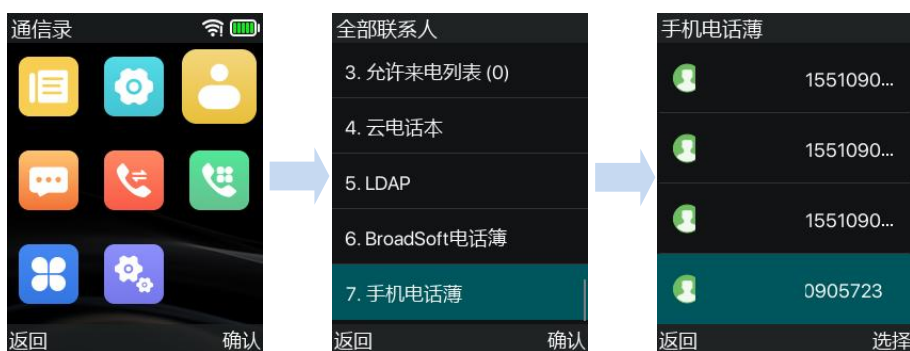 通信录
返回
确认
全部联系人
3. 允许来电列表 (0)
4. 云电话本
5. LDAP
6. BroadSoft电话簿
7. 手机电话薄
返回
确认
手机电话薄
1551090...
1551090...
1551090...
0905723
返回
选择